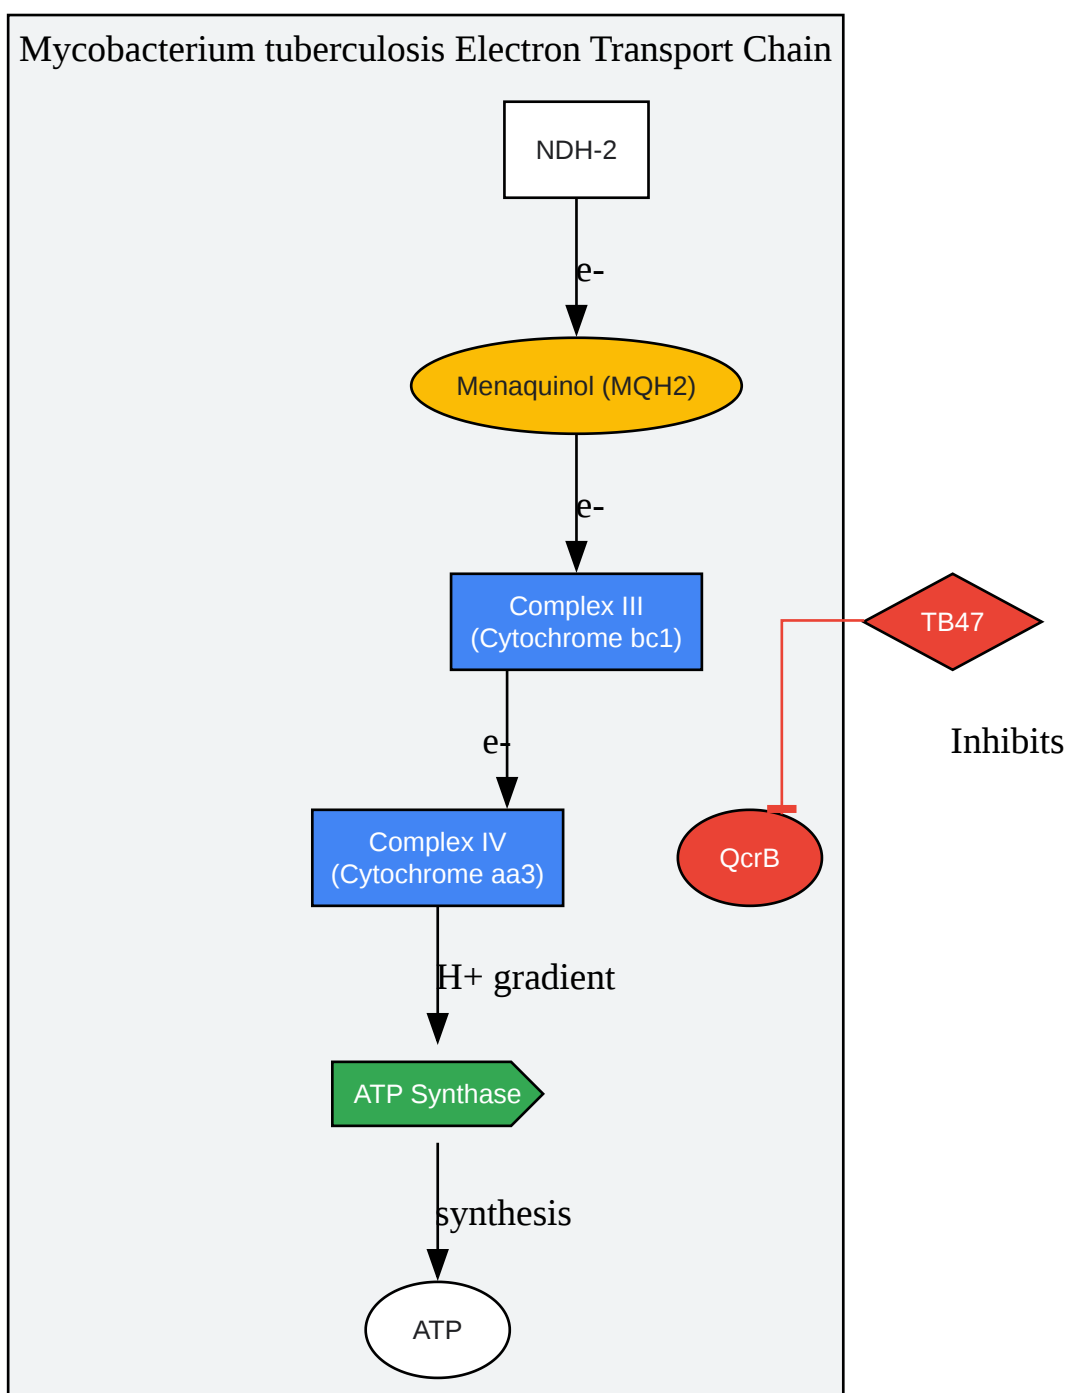 Mycobacterium tuberculosis Electron Transport Chain
NDH-2
e-
Menaquinol (MQH2)
e-
Complex III
(Cytochrome bc1)
TB47
e-
Inhibits
Complex IV
(Cytochrome aa3)
QcrB
H+ gradient
ATP Synthase
synthesis
ATP